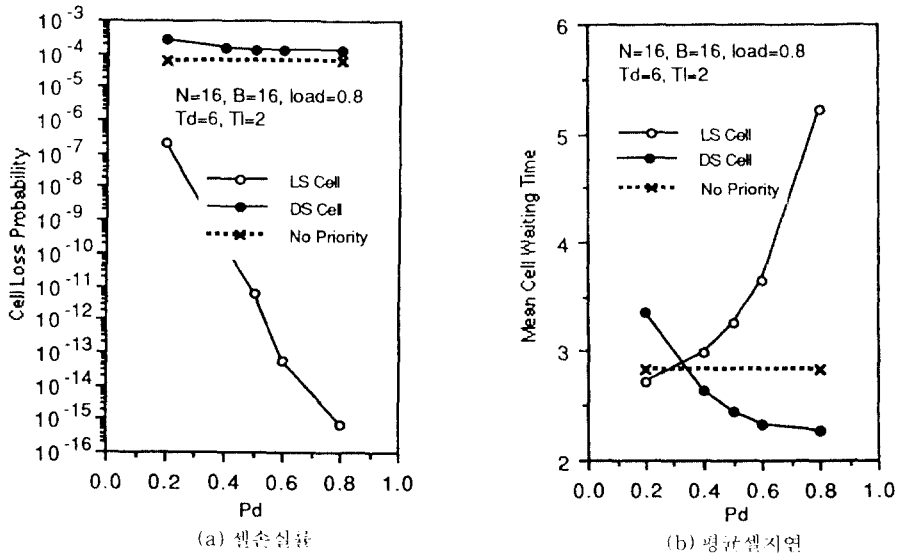 10-3
10-4
10-5
10-6
10-7
10-8
10-9
10-10
10-11
10-12
10-13
10-14
10-15
10-16
Cell Loss Probability
N=16, B=16, load=0.8
Td=6, Tl=2
LS Cell
DS Cell
No Priority
0.0 0.2 0.4 0.6 0.8 1.0
Pd
(a) 셀손실률
6
5
4
3
2
Mean Cell Waiting Time
N=16, B=16, load=0.8
Td=6, Tl=2
LS Cell
DS Cell
No Priority
0.0 0.2 0.4 0.6 0.8 1.0
Pd
(b) 평균셀지연